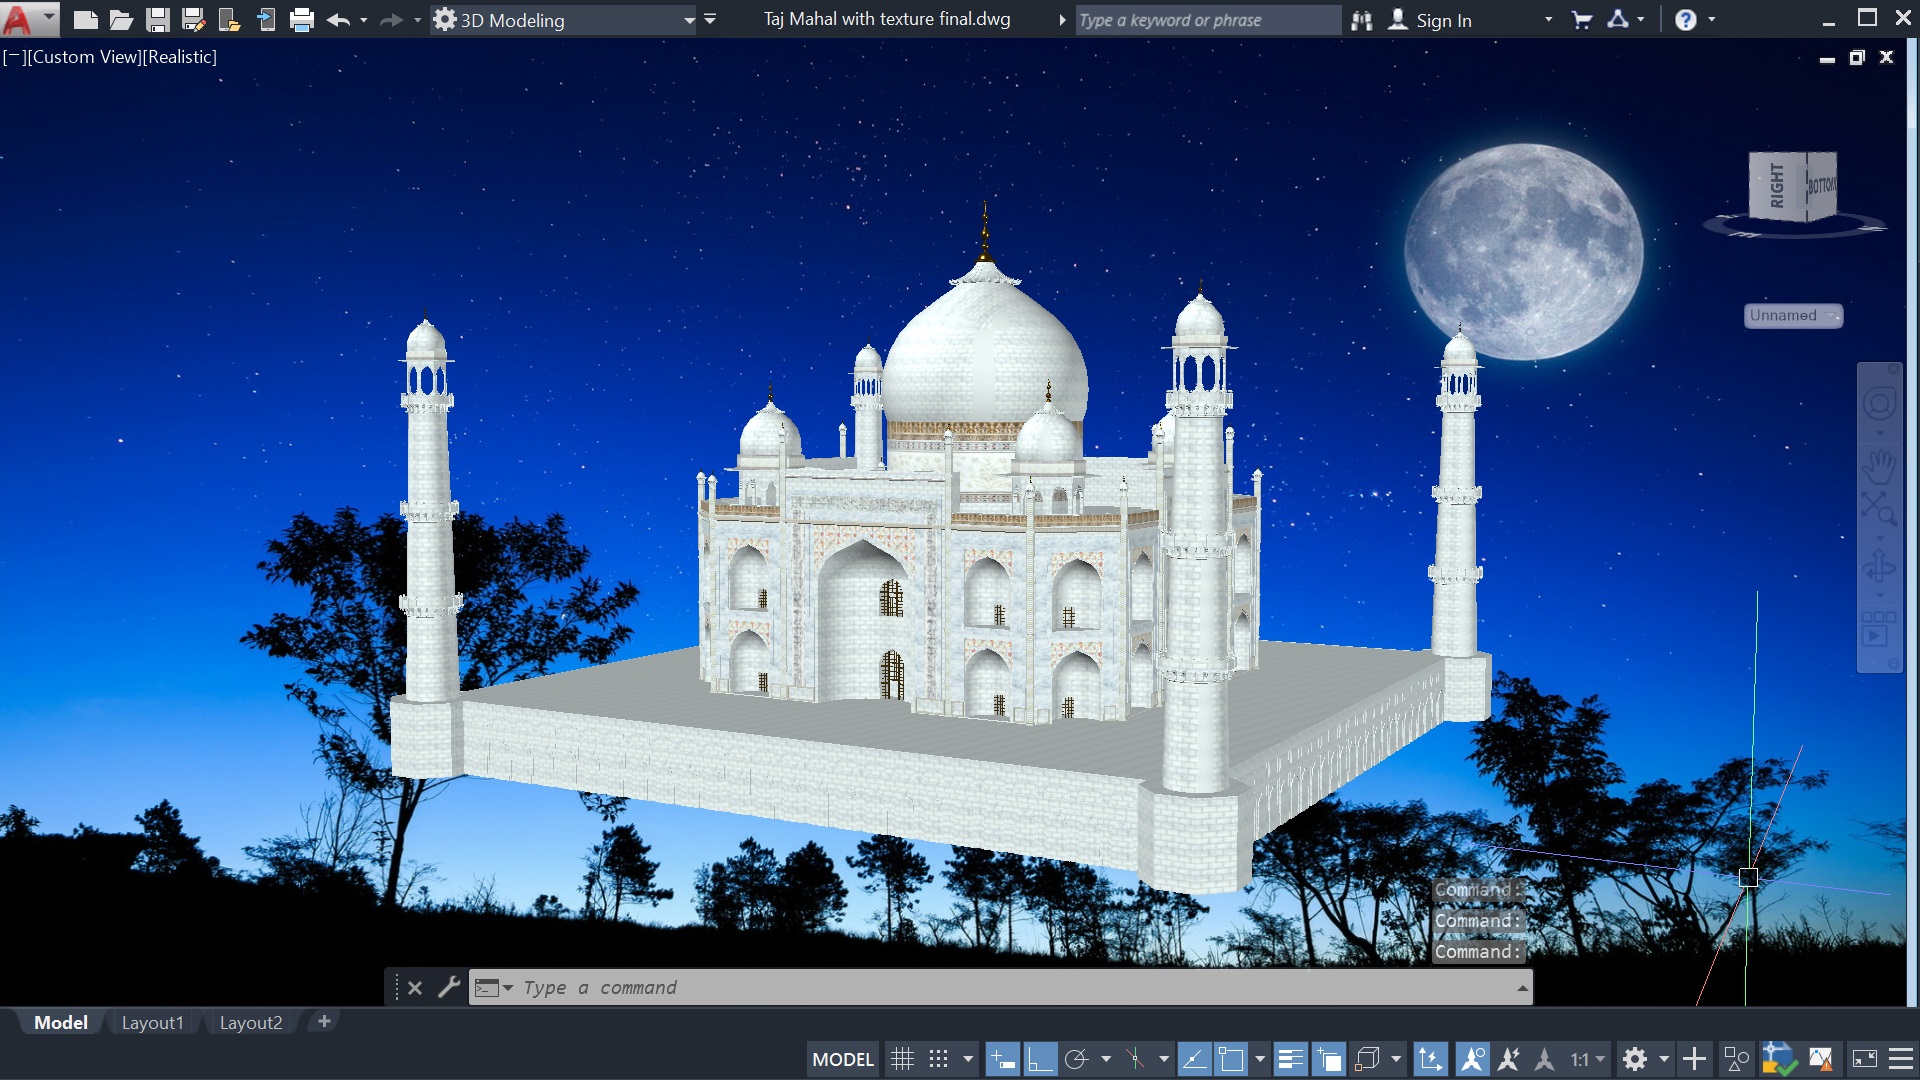 3D Modeling
Taj Mahal with texture final.dwg
Type a keyword or phrase
Sign In
[−][Custom View][Realistic]
RIGHT
BOTTOM
Unnamed
Command:
Command:
Command:
Type a command
Model
Layout1
Layout2
MODEL
1:1